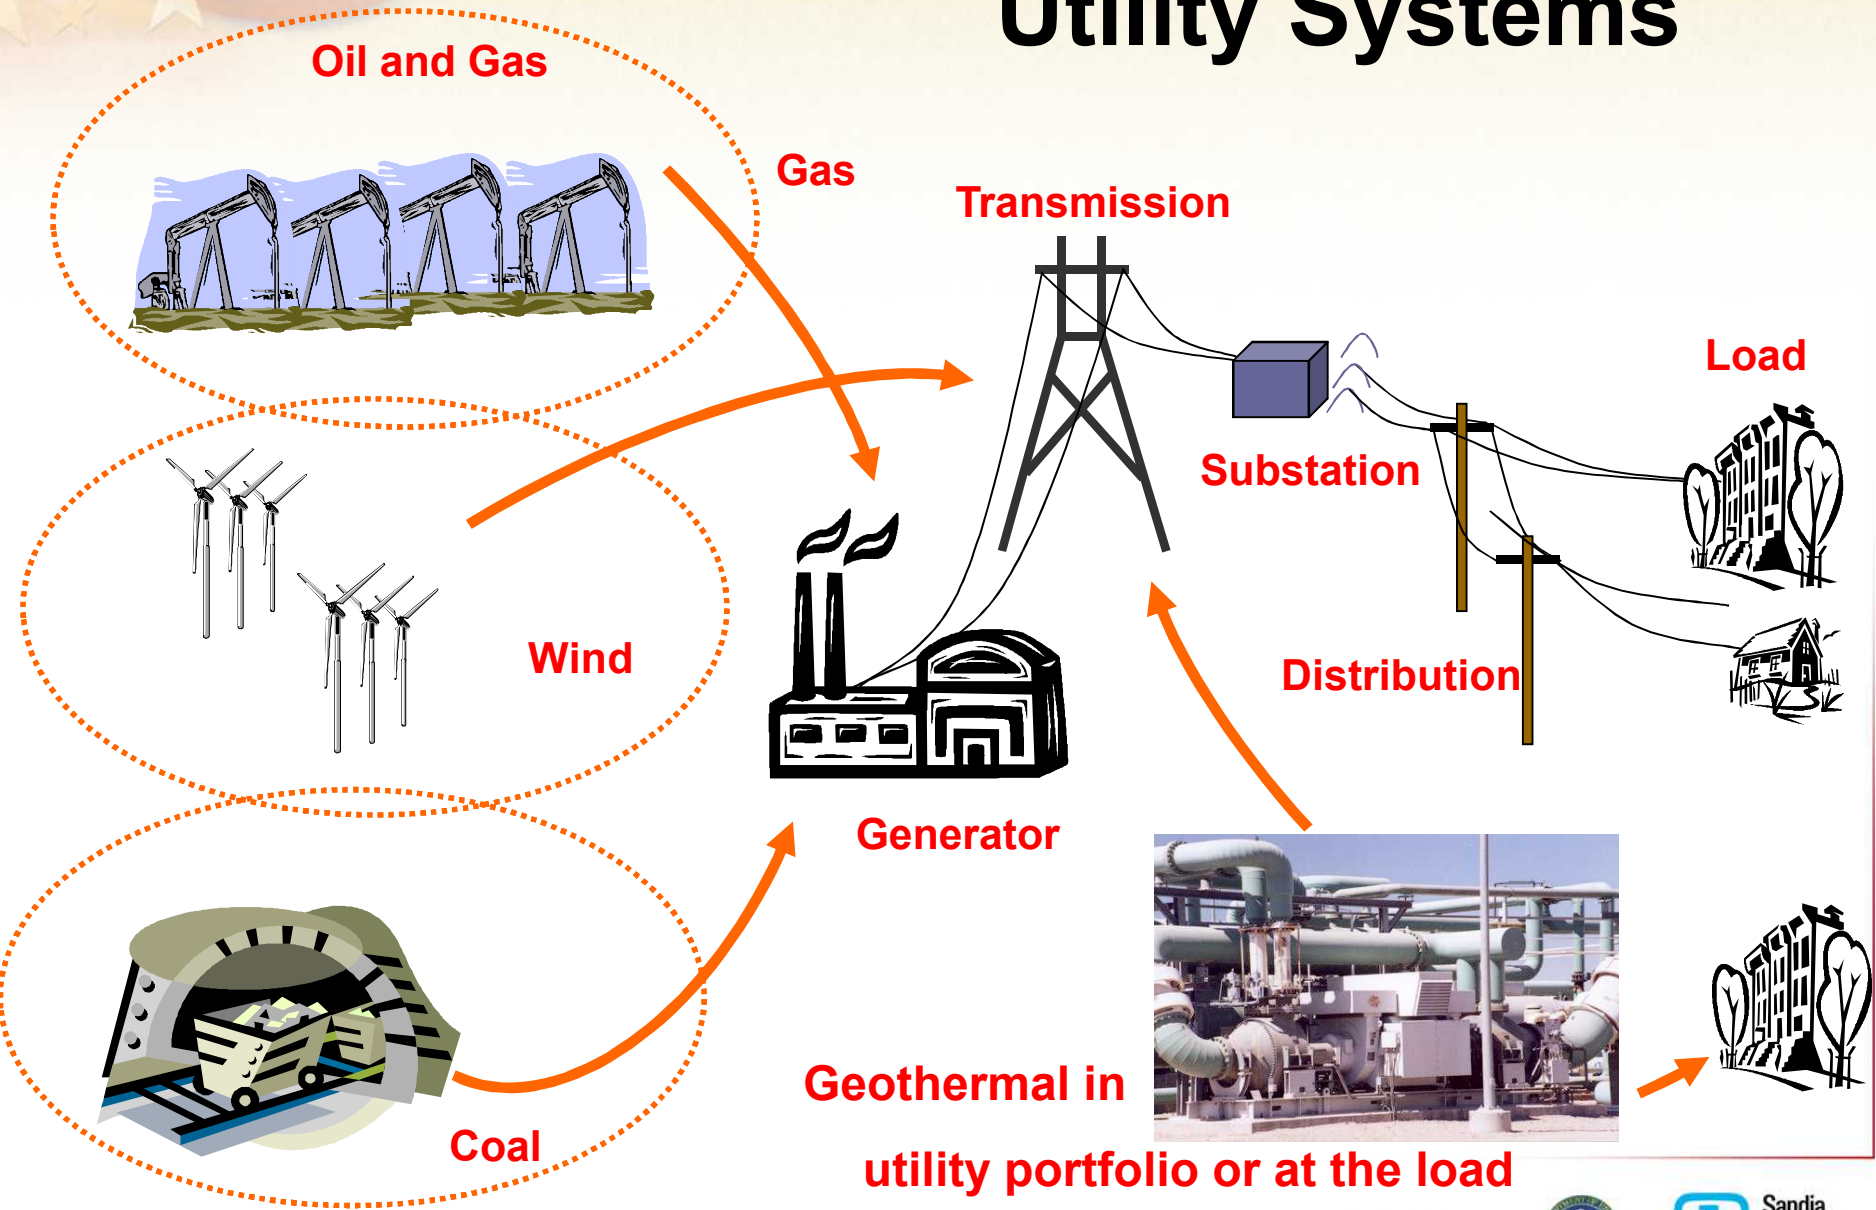 Utility Systems
Oil and Gas
Gas
Transmission
Load
Substation
Wind
Distribution
Generator
Geothermal in
Coal
utility portfolio or at the load
Sandia